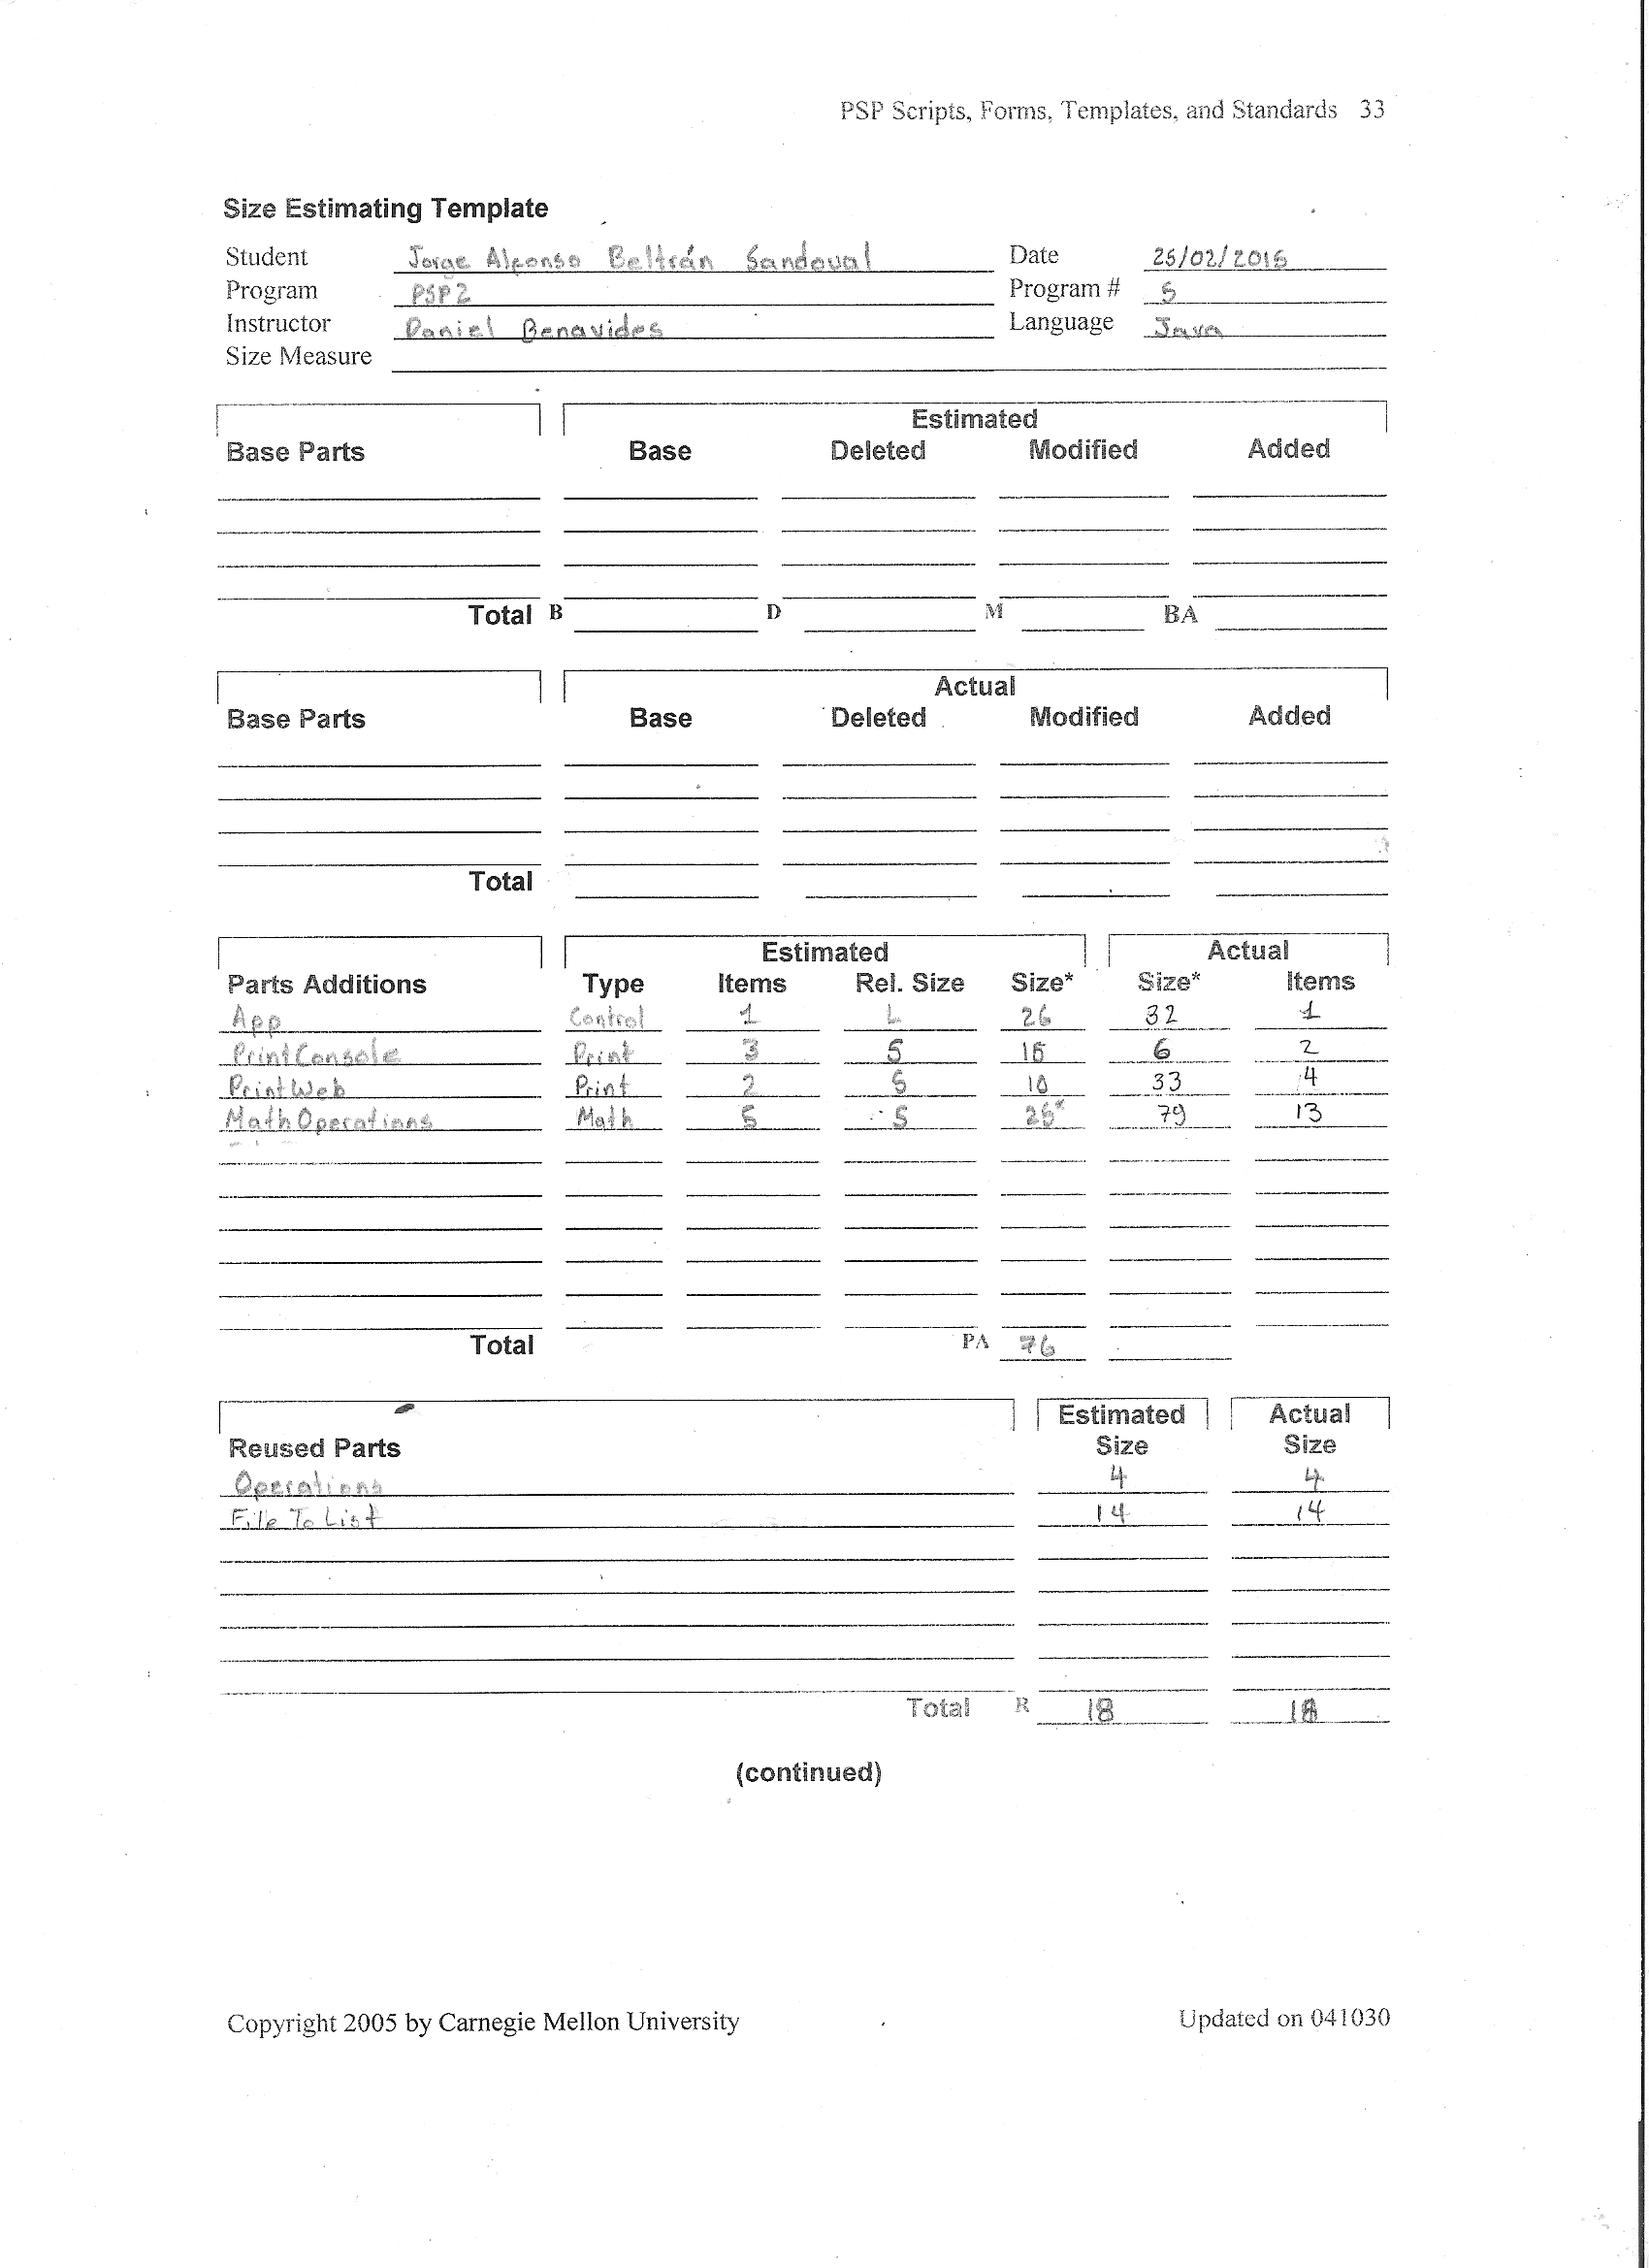 PSP Scripts, Forms, Templates, and Standards 33
Size Estimating Template
Student Jorge Alfonso Beltrán Sandoval Date 25/02/2016
Program PSP2 Program # 5
Instructor Daniel Benavides Language Java
Size Measure
Estimated
Base Parts Base Deleted Modified Added
Total B D M BA
Actual
Base Parts Base Deleted Modified Added
Total
Estimated Actual
Parts Additions Type Items Rel. Size Size* Size* Items
App Control 1 L 26 32 1
PrintConsole Print 3 S 15 6 2
PrintWeb Print 2 S 10 33 4
MathOperations Math 5 S 25* 79 13
Total PA 76
Estimated Actual
Reused Parts Size Size
Operations 4 4
File To List 14 14
Total R 18 18
(continued)
Copyright 2005 by Carnegie Mellon University Updated on 041030